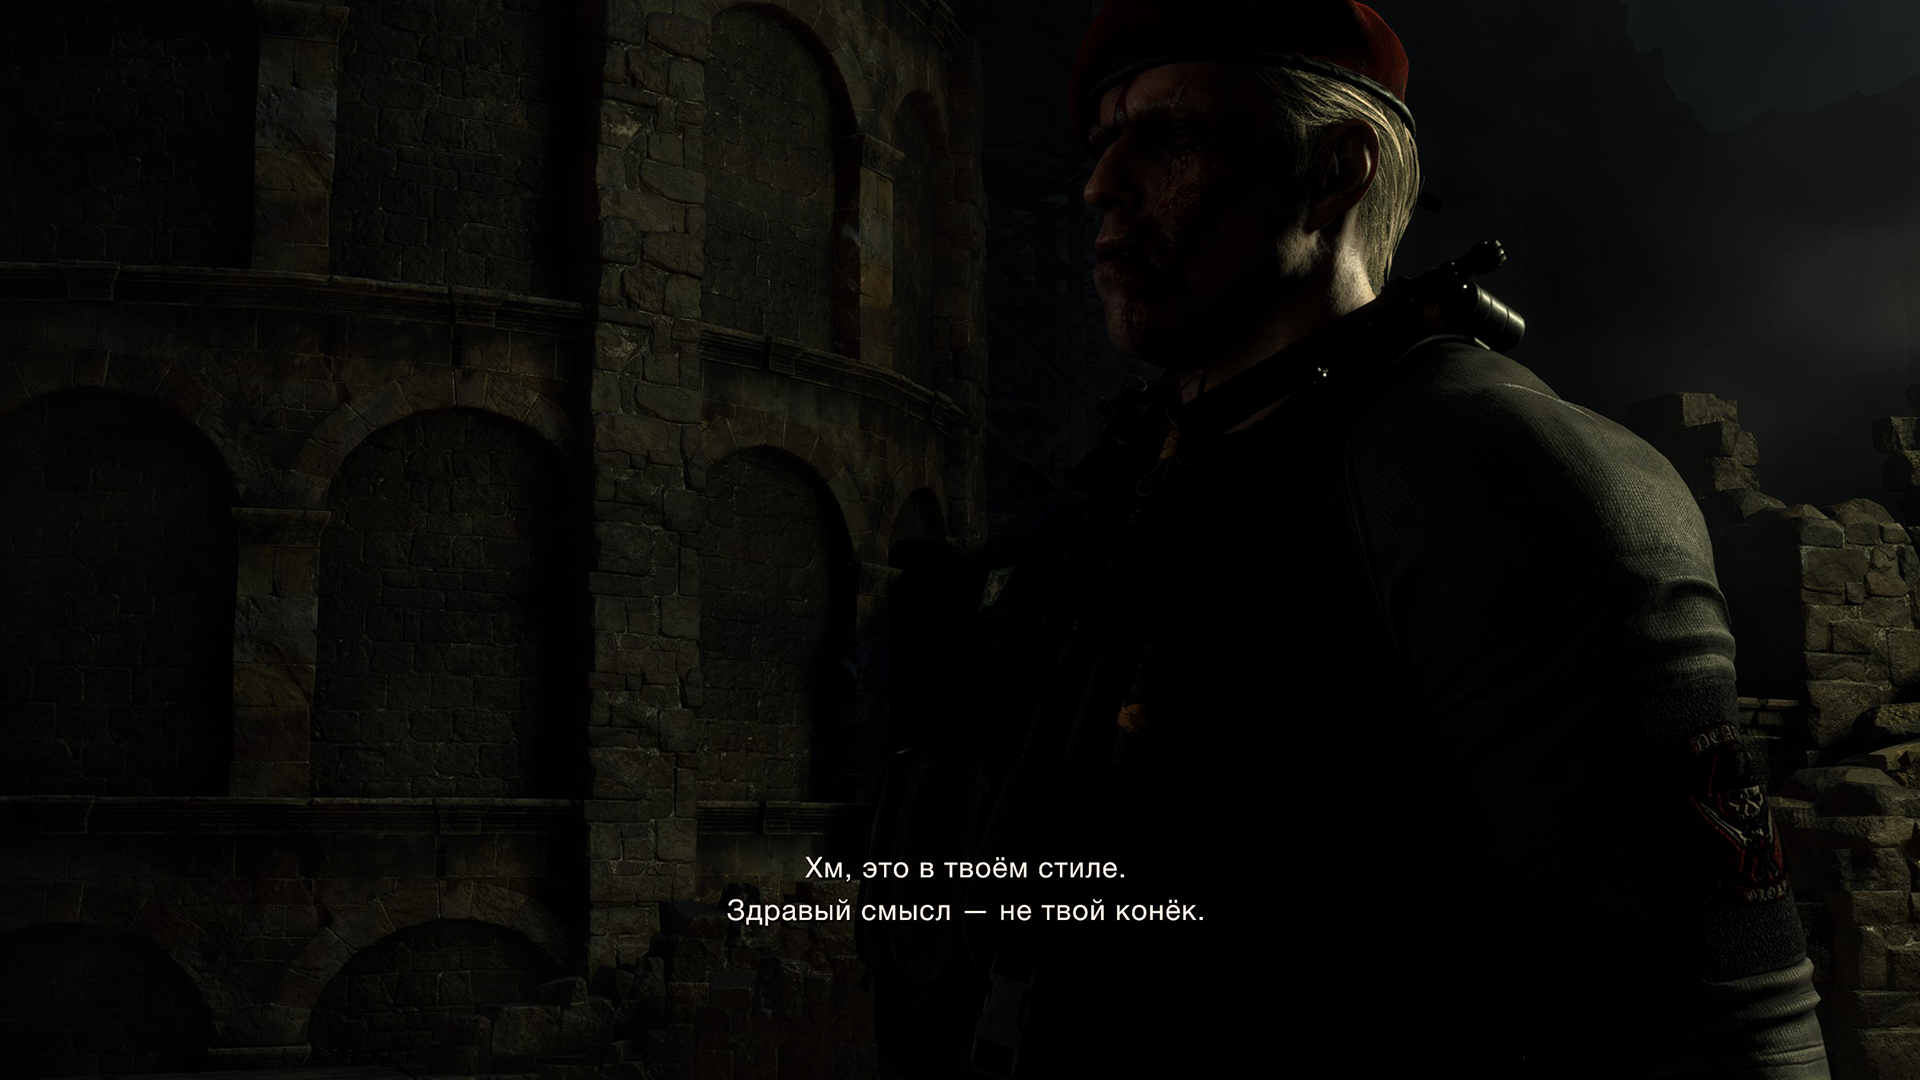 Хм, это в твоём стиле.
Здравый смысл — не твой конёк.